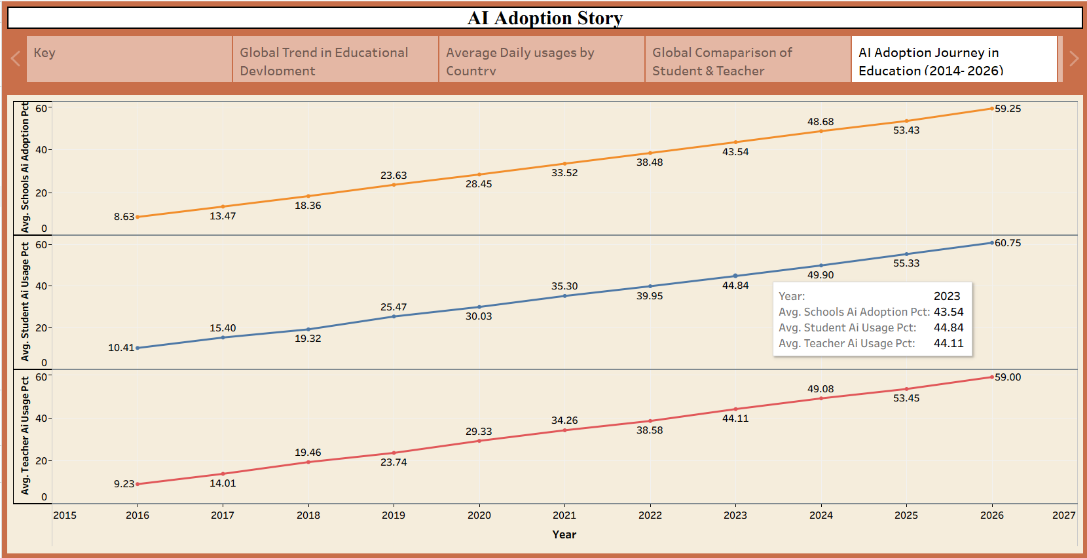 AI Adoption Story
Key
Global Trend in Educational
Devlopment
Average Daily usages by
Country
Global Comaparison of
Student & Teacher
AI Adoption Journey in
Education (2014- 2026)
Avg. Schools Ai Adoption Pct
60
40
20
0
8.63
13.47
18.36
23.63
28.45
33.52
38.48
43.54
48.68
53.43
59.25
Avg. Student Ai Usage Pct
60
40
20
0
10.41
15.40
19.32
25.47
30.03
35.30
39.95
44.84
49.90
55.33
60.75
Year: 2023
Avg. Schools Ai Adoption Pct: 43.54
Avg. Student Ai Usage Pct: 44.84
Avg. Teacher Ai Usage Pct: 44.11
Avg. Teacher Ai Usage Pct
60
40
20
0
9.23
14.01
19.46
23.74
29.33
34.26
38.58
44.11
49.08
53.45
59.00
2015 2016 2017 2018 2019 2020 2021 2022 2023 2024 2025 2026 2027
Year